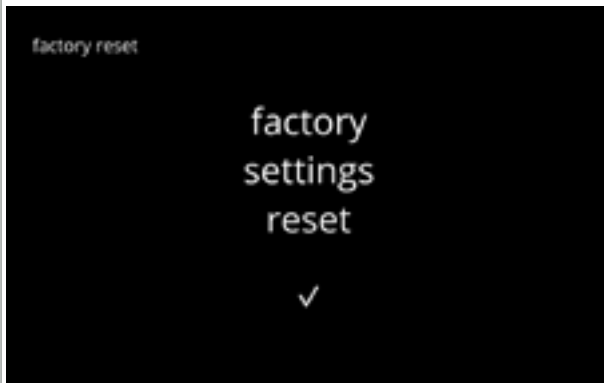 factory reset
factory
settings
reset
✓